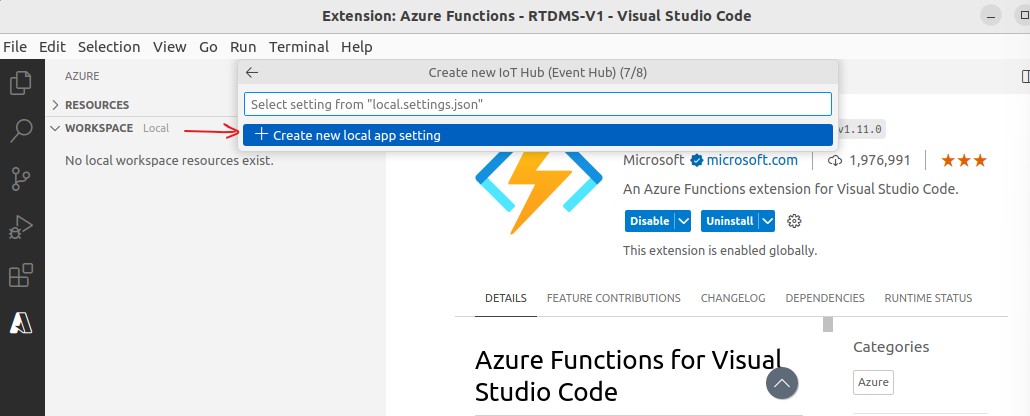 Extension: Azure Functions - RTDMS-V1 - Visual Studio Code
File Edit Selection View Go Run Terminal Help
AZURE
RESOURCES
WORKSPACE Local
No local workspace resources exist.
Create new IoT Hub (Event Hub) (7/8)
Select setting from "local.settings.json"
Create new local app setting
v1.11.0
Microsoft microsoft.com 1,976,991
An Azure Functions extension for Visual Studio Code.
Disable Uninstall
This extension is enabled globally.
DETAILS FEATURE CONTRIBUTIONS CHANGELOG DEPENDENCIES RUNTIME STATUS
Azure Functions for Visual
Studio Code
Categories
Azure